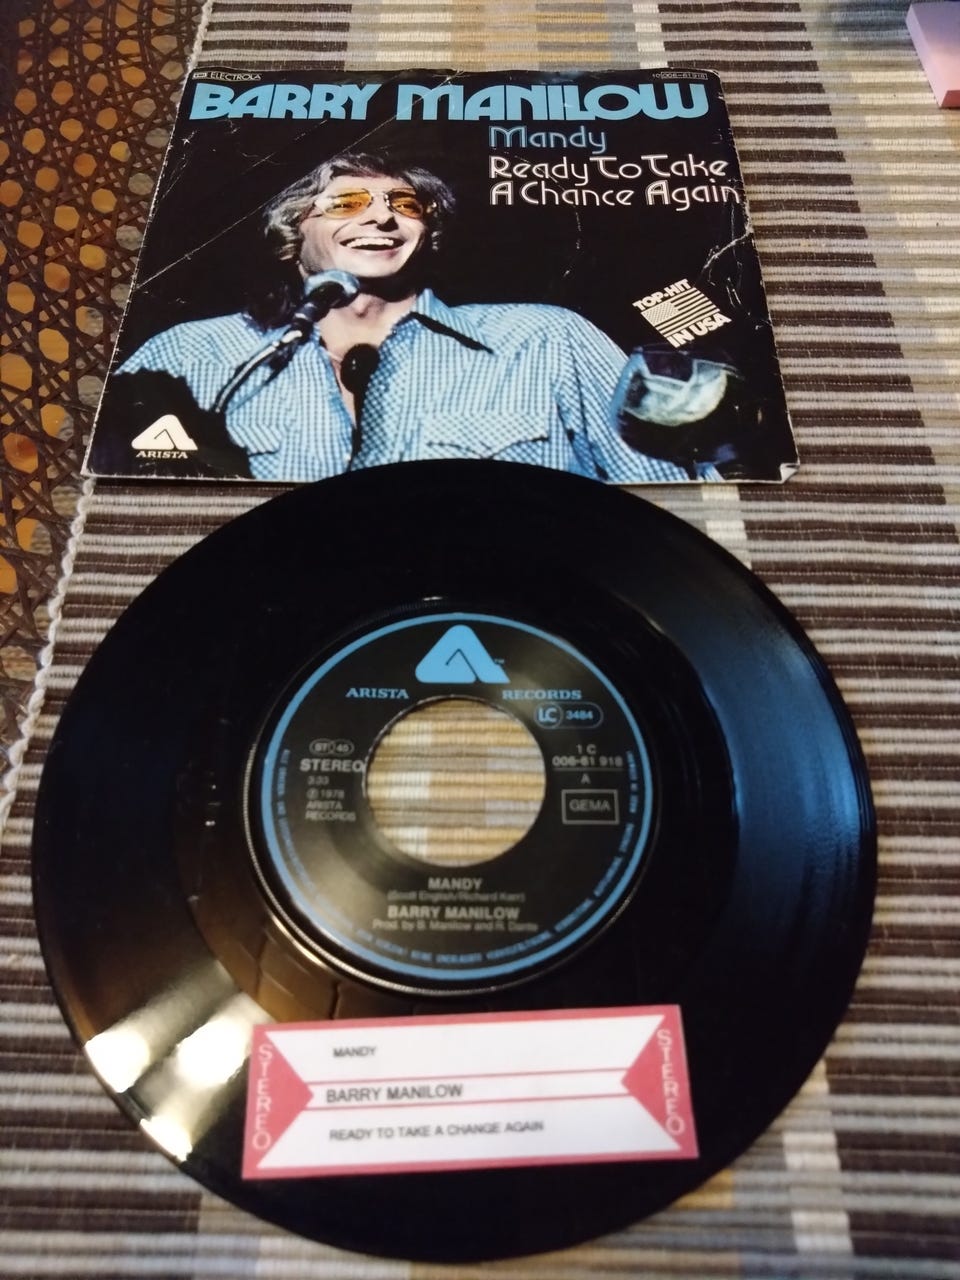 ELECTROLA
1C 006-61 918
BARRY MANILOW
Mandy
Ready To Take
A Chance Again
TOP-HIT
IN USA
ARISTA
ARISTA RECORDS
LC 3484
ST 45
STEREO
3:33
Ⓟ 1978
ARISTA
RECORDS
1 C
006-61 918
A
GEMA
MANDY
(Scott English/Richard Kerr)
BARRY MANILOW
Prod. by B. Manilow and R. Dante
STEREO
MANDY
BARRY MANILOW
READY TO TAKE A CHANGE AGAIN
STEREO